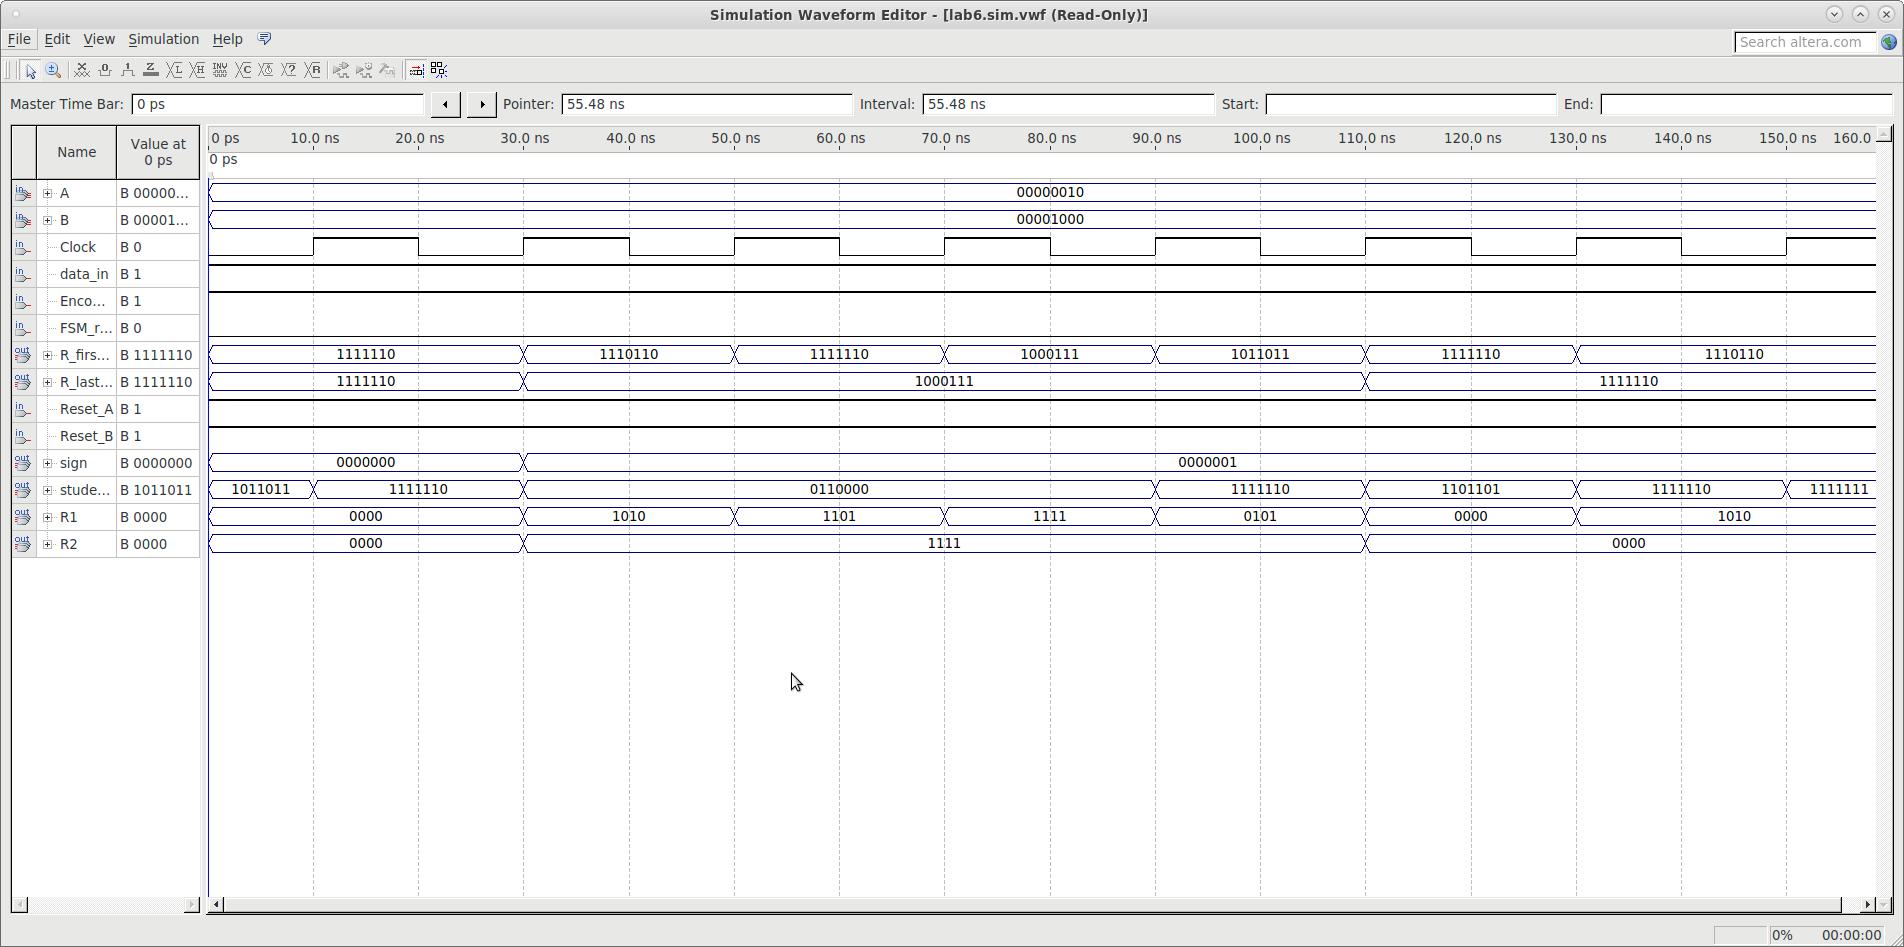 Simulation Waveform Editor - [lab6.sim.vwf (Read-Only)]
File Edit View Simulation Help
Search altera.com
Master Time Bar: 0 ps Pointer: 55.48 ns Interval: 55.48 ns Start: End:
Name Value at 0 ps
0 ps 10.0 ns 20.0 ns 30.0 ns 40.0 ns 50.0 ns 60.0 ns 70.0 ns 80.0 ns 90.0 ns 100.0 ns 110.0 ns 120.0 ns 130.0 ns 140.0 ns 150.0 ns 160.0
0 ps
A B 00000... 00000010
B B 00001... 00001000
Clock B 0
data_in B 1
Enco... B 1
FSM_r... B 0
R_firs... B 1111110 1111110 1110110 1111110 1000111 1011011 1111110 1110110
R_last... B 1111110 1111110 1000111 1111110
Reset_A B 1
Reset_B B 1
sign B 0000000 0000000 0000001
stude... B 1011011 1011011 1111110 0110000 1111110 1101101 1111110 1111111
R1 B 0000 0000 1010 1101 1111 0101 0000 1010
R2 B 0000 0000 1111 0000
0% 00:00:00